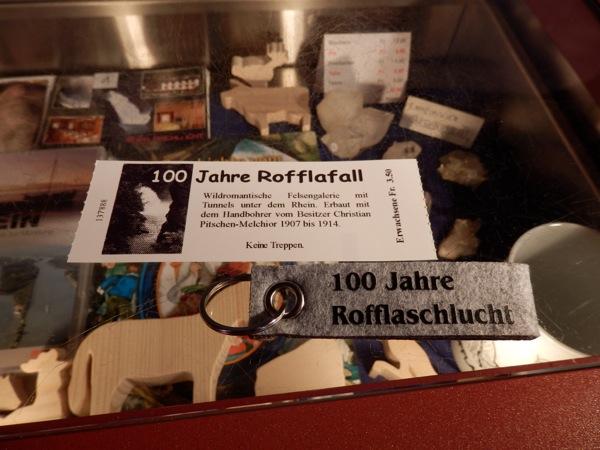 100 Jahre Rofflafall
Wildromantische Felsengalerie mit
Tunnels unter dem Rhein. Erbaut mit
dem Handbohrer vom Besitzer Christian
Pitschen-Melchior 1907 bis 1914.
Keine Treppen.
137888
Erwachsene Fr. 3.50
100 Jahre
Rofflaschlucht